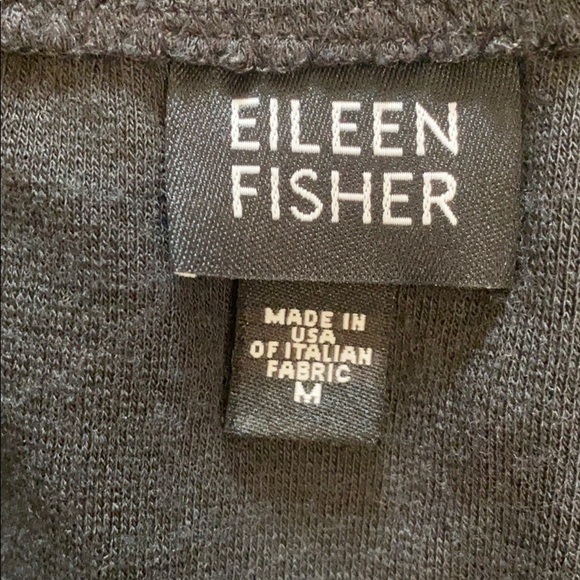 EILEEN
FISHER
MADE IN
USA
OF ITALIAN
FABRIC
M